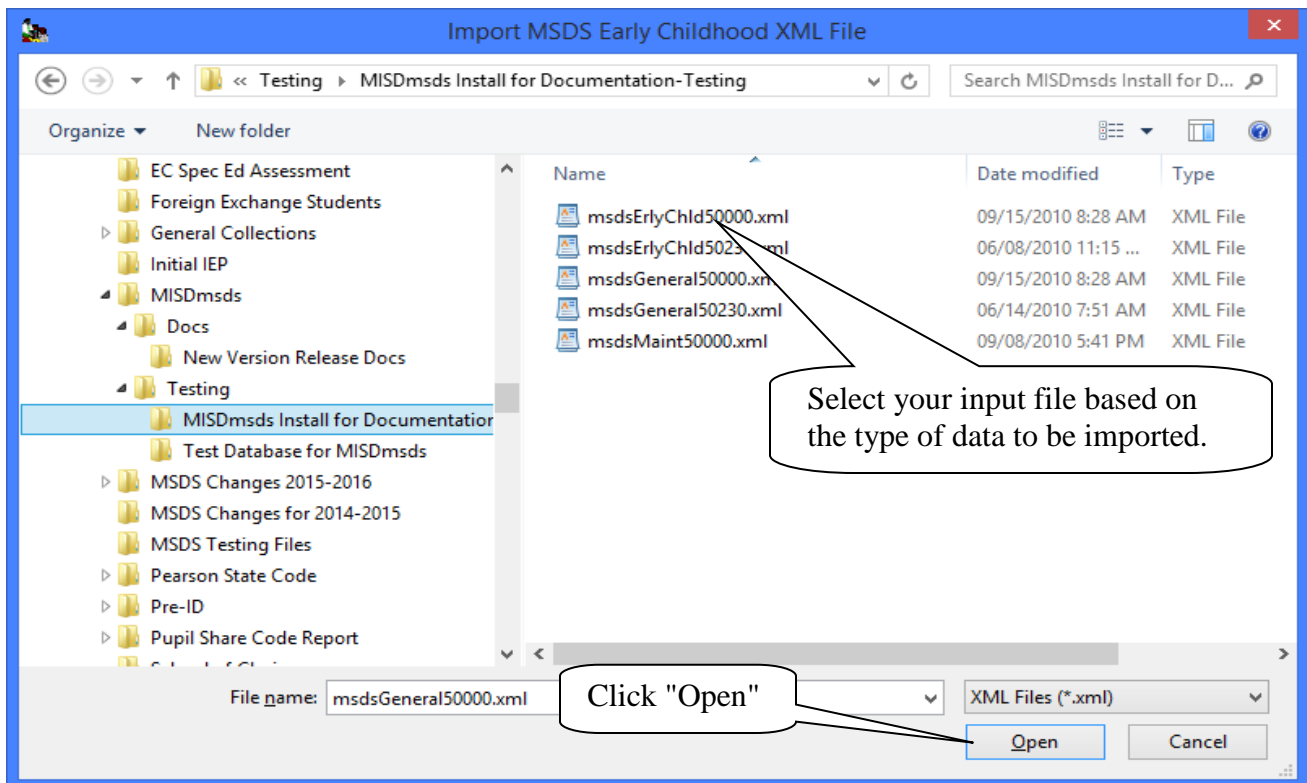 Import MSDS Early Childhood XML File
« Testing MISDmsds Install for Documentation-Testing Search MISDmsds Install for D...
Organize New folder
EC Spec Ed Assessment
Foreign Exchange Students
General Collections
Initial IEP
MISDmsds
Docs
New Version Release Docs
Testing
MISDmsds Install for Documentation
Test Database for MISDmsds
MSDS Changes 2015-2016
MSDS Changes for 2014-2015
MSDS Testing Files
Pearson State Code
Pre-ID
Pupil Share Code Report
Name Date modified Type
msdsErlyChld50000.xml 09/15/2010 8:28 AM XML File
06/08/2010 11:15 ... XML File
msdsGeneral50000.xml 09/15/2010 8:28 AM XML File
msdsGeneral50230.xml 06/14/2010 7:51 AM XML File
msdsMaint50000.xml 09/08/2010 5:41 PM XML File
Select your input file based on
the type of data to be imported.
File name: msdsGeneral50000.xml XML Files (*.xml)
Click "Open"
Open Cancel